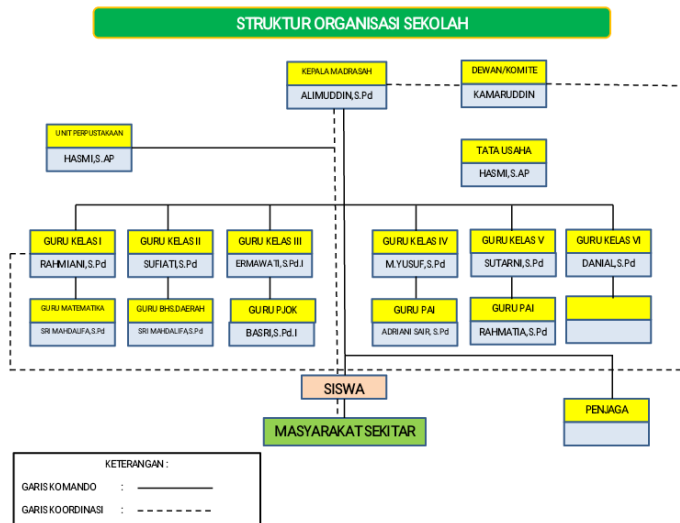 STRUKTUR ORGANISASI SEKOLAH
KEPALA MADRASAH
ALIMUDDIN,S.Pd
DEWAN/KOMITE
KAMARUDDIN
UNIT PERPUSTAKAAN
HASMI,S.AP
TATA USAHA
HASMI,S.AP
GURU KELAS I
RAHMIANI,S.Pd
GURU KELAS II
SUFIATI,S.Pd
GURU KELAS III
ERMAWATI,S.Pd.I
GURU KELAS IV
M.YUSUF,S.Pd
GURU KELAS V
SUTARNI,S.Pd
GURU KELAS VI
DANIAL,S.Pd
GURU MATEMATIKA
SRI MAHDALIFA,S.Pd
GURU BHS.DAERAH
SRI MAHDALIFA,S.Pd
GURU PJOK
BASRI,S.Pd.I
GURU PAI
ADRIANI SAIR, S.Pd
GURU PAI
RAHMATIA,S.Pd
SISWA
MASYARAKAT SEKITAR
PENJAGA
KETERANGAN :
GARIS KOMANDO :
GARIS KOORDINASI :